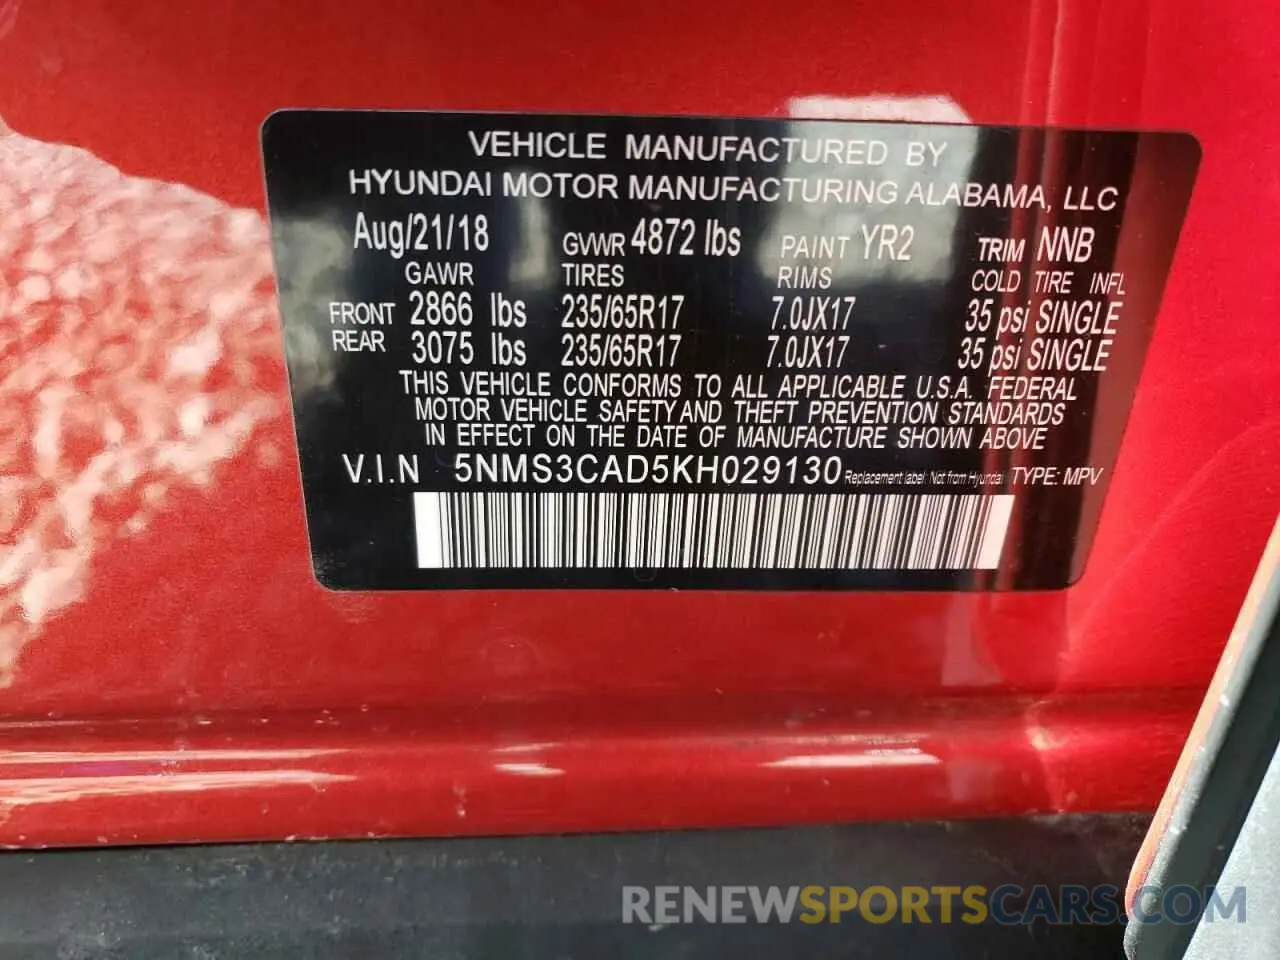 VEHICLE MANUFACTURED BY
HYUNDAI MOTOR MANUFACTURING ALABAMA, LLC
Aug/21/18 GVWR 4872 lbs PAINT YR2 TRIM NNB
GAWR TIRES RIMS COLD TIRE INFL
FRONT 2866 lbs 235/65R17 7.0JX17 35 psi SINGLE
REAR 3075 lbs 235/65R17 7.0JX17 35 psi SINGLE
THIS VEHICLE CONFORMS TO ALL APPLICABLE U.S.A. FEDERAL
MOTOR VEHICLE SAFETY AND THEFT PREVENTION STANDARDS
IN EFFECT ON THE DATE OF MANUFACTURE SHOWN ABOVE
V.I.N 5NMS3CAD5KH029130 Replacement label: Not from Hyundai TYPE: MPV
RENEWSPORTSCARS.COM